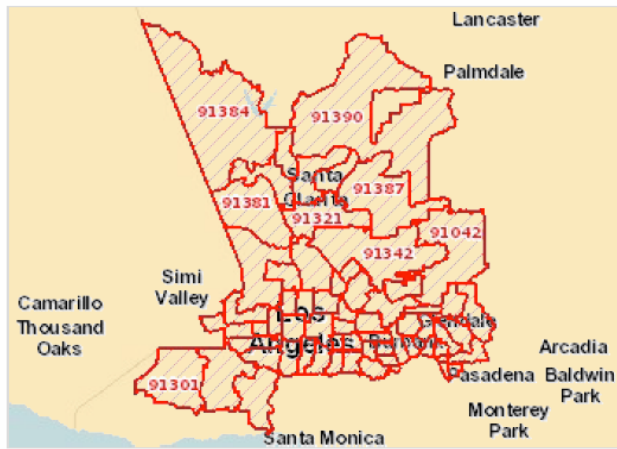 Lancaster
Palmdale
91384
91390
Santa
Clarita
91387
91381
91321
91042
91342
Simi
Valley
Camarillo
Thousand
Oaks
Los
Angeles
Glendale
Burbank
Arcadia
91301
Pasadena
Baldwin
Park
Monterey
Park
Santa Monica